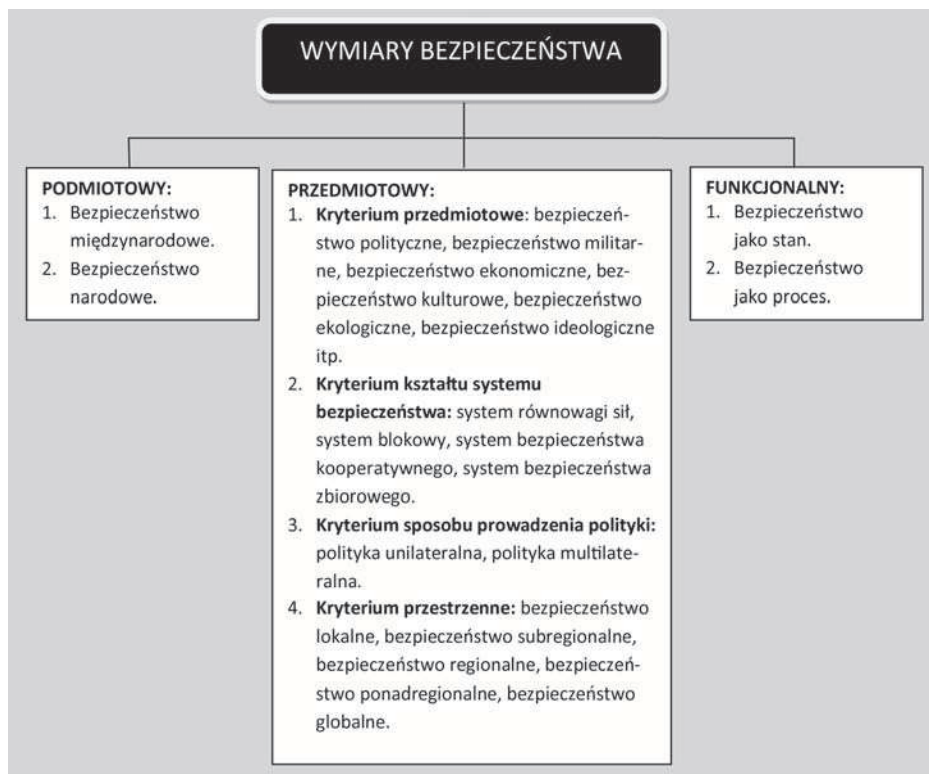 WYMIARY BEZPIECZEŃSTWA
PODMIOTOWY:
1. Bezpieczeństwo
międzynarodowe.
2. Bezpieczeństwo
narodowe.
PRZEDMIOTOWY:
1. Kryterium przedmiotowe: bezpieczeń-
stwo polityczne, bezpieczeństwo militar-
ne, bezpieczeństwo ekonomiczne, bez-
pieczeństwo kulturowe, bezpieczeństwo
ekologiczne, bezpieczeństwo ideologiczne
itp.
2. Kryterium kształtu systemu
bezpieczeństwa: system równowagi sił,
system blokowy, system bezpieczeństwa
kooperatywnego, system bezpieczeństwa
zbiorowego.
3. Kryterium sposobu prowadzenia polityki:
polityka unilateralna, polityka multilate-
ralna.
4. Kryterium przestrzenne: bezpieczeństwo
lokalne, bezpieczeństwo subregionalne,
bezpieczeństwo regionalne, bezpieczeń-
stwo ponadregionalne, bezpieczeństwo
globalne.
FUNKCJONALNY:
1. Bezpieczeństwo
jako stan.
2. Bezpieczeństwo
jako proces.